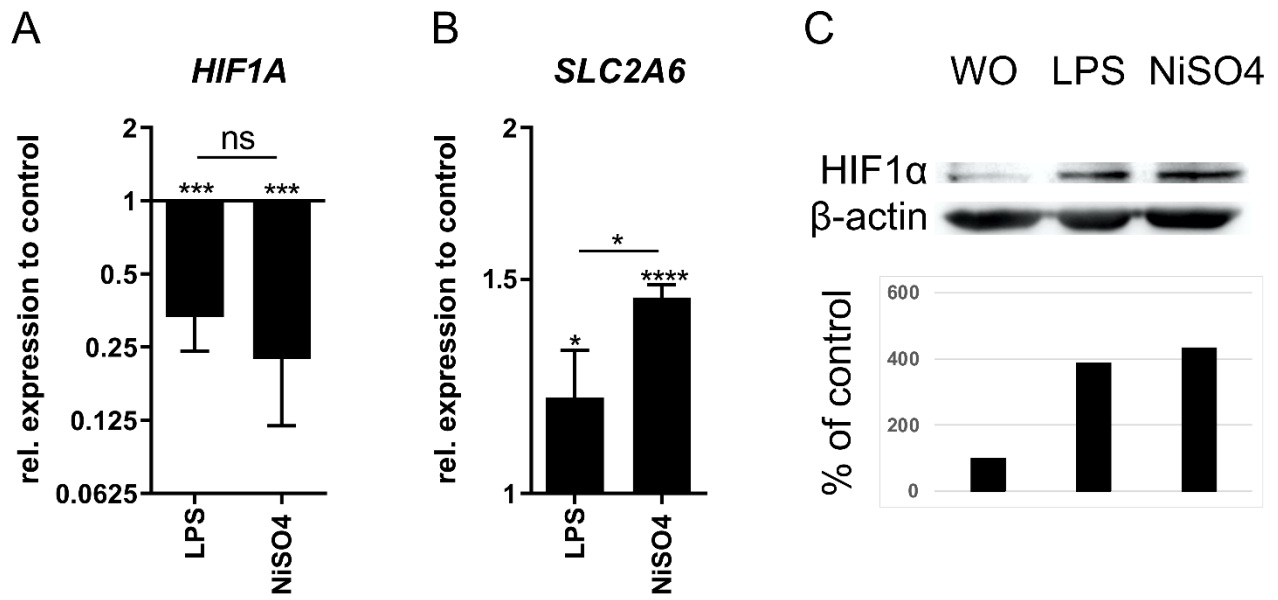 A
HIF1A
rel. expression to control
2
1
0.5
0.25
0.125
0.0625
ns
***
***
LPS
NiSO4
B
SLC2A6
rel. expression to control
2
1.5
1
*
*
****
LPS
NiSO4
C
WO LPS NiSO4
HIF1α
β-actin
% of control
600
400
200
0